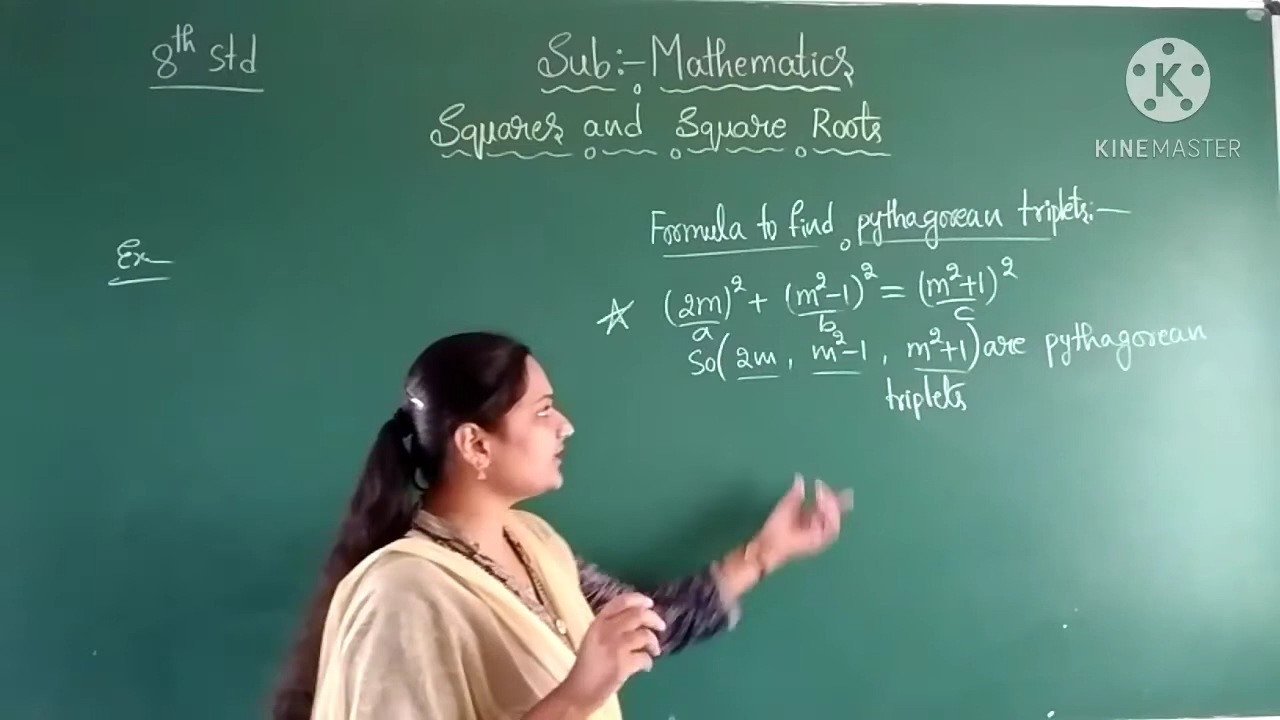 8th std
Sub:- Mathematics
Squares and Square Roots
K
KINEMASTER
Ex
Formula to find pythagorean triplets:-
☆ (2m)² + (m²-1)² = (m²+1)²
a b c
So (2m, m²-1, m²+1) are pythagorean
triplets